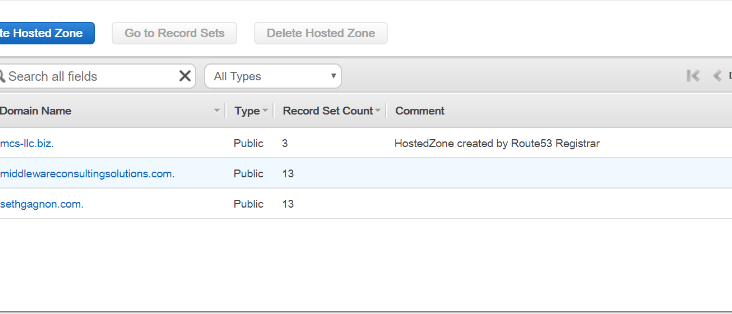 te Hosted Zone Go to Record Sets Delete Hosted Zone
Search all fields All Types
Domain Name Type Record Set Count Comment
mcs-llc.biz. Public 3 HostedZone created by Route53 Registrar
middlewareconsultingsolutions.com. Public 13
sethgagnon.com. Public 13